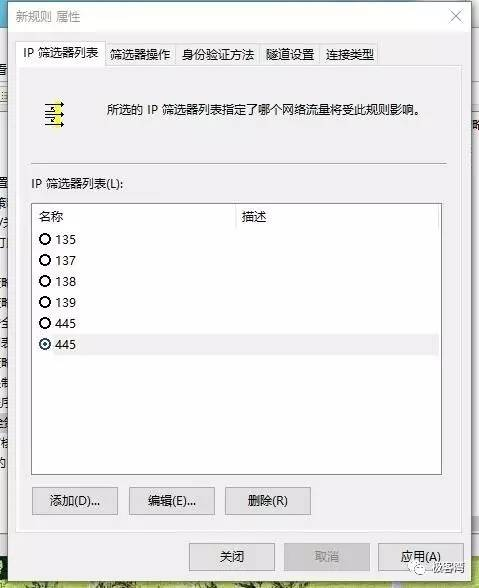 新规则 属性
IP 筛选器列表 筛选器操作 身份验证方法 隧道设置 连接类型
所选的 IP 筛选器列表指定了哪个网络流量将受此规则影响。
IP 筛选器列表(L):
名称 描述
135
137
138
139
445
445
添加(D)... 编辑(E)... 删除(R)
关闭 取消 应用(A)
极客湾